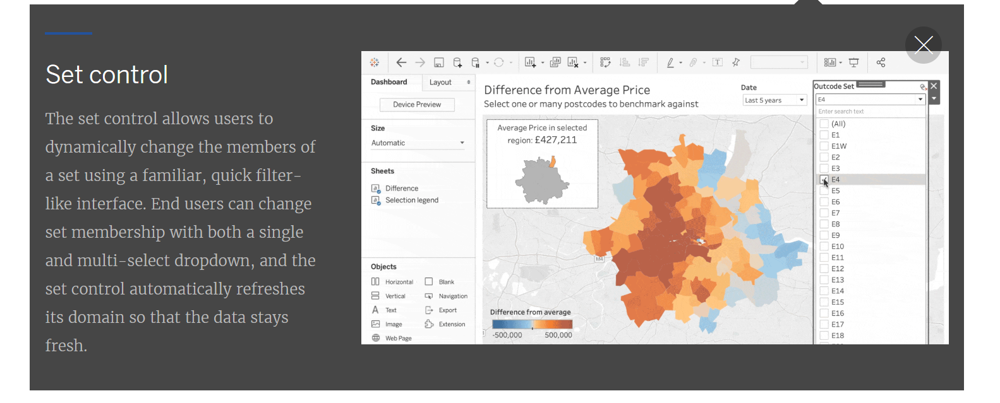 Set control
The set control allows users to
dynamically change the members of
a set using a familiar, quick filter-
like interface. End users can change
set membership with both a single
and multi-select dropdown, and the
set control automatically refreshes
its domain so that the data stays
fresh.
Dashboard
Layout
Device Preview
Size
Automatic
Sheets
Difference
Selection legend
Objects
Horizontal
Blank
Vertical
Navigation
Text
Export
Image
Extension
Web Page
Difference from Average Price
Select one or many postcodes to benchmark against
Date
Last 5 years
Average Price in selected
region: £427,211
M4
Difference from average
-500,000
500,000
Outcode Set
E4
Enter search text
(All)
E1
E1W
E2
E3
E4
E5
E6
E7
E8
E9
E10
E11
E12
E13
E14
E15
E16
E17
E18